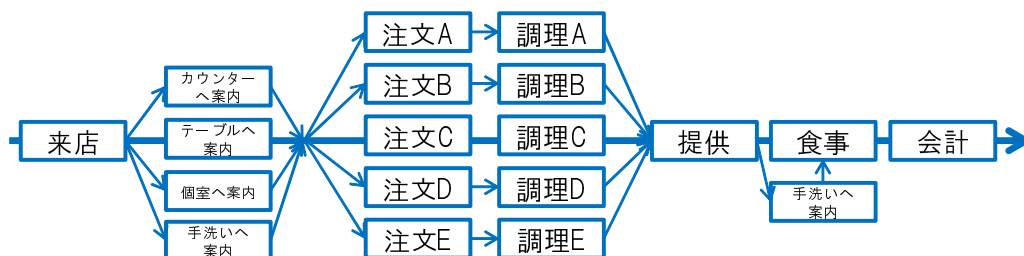 来店
カウンター
へ案内
テーブルへ
案内
個室へ案内
手洗いへ
案内
注文A
調理A
注文B
調理B
注文C
調理C
注文D
調理D
注文E
調理E
提供
食事
手洗いへ
案内
会計